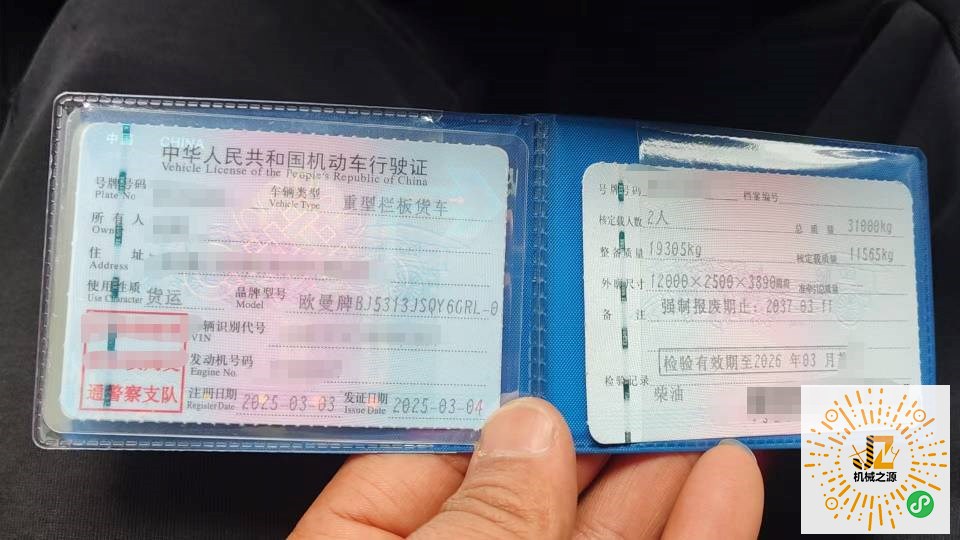 中国 CHINA
中华人民共和国机动车行驶证
Vehicle License of the People's Republic of China
号牌号码
Plate No
车辆类型
Vehicle Type
重型栏板货车
所有人
Owner
住址
Address
使用性质
Use Character
货运
品牌型号
Model
欧曼牌BJ5313JSQY6GRL-0
车辆识别代号
VIN
发动机号码
Engine No.
通警察支队
注册日期
Register Date
2025-03-03
发证日期
Issue Date
2025-03-04
号牌号码
档案编号
核定载人数
2人
总质量
31000kg
整备质量
19305kg
核定载质量
11565kg
外廓尺寸
12000×2500×3890mm
准牵引总质量
备注
强制报废期止:2037-03-11
检验有效期至2026年03月
检验记录
柴油
机械之源